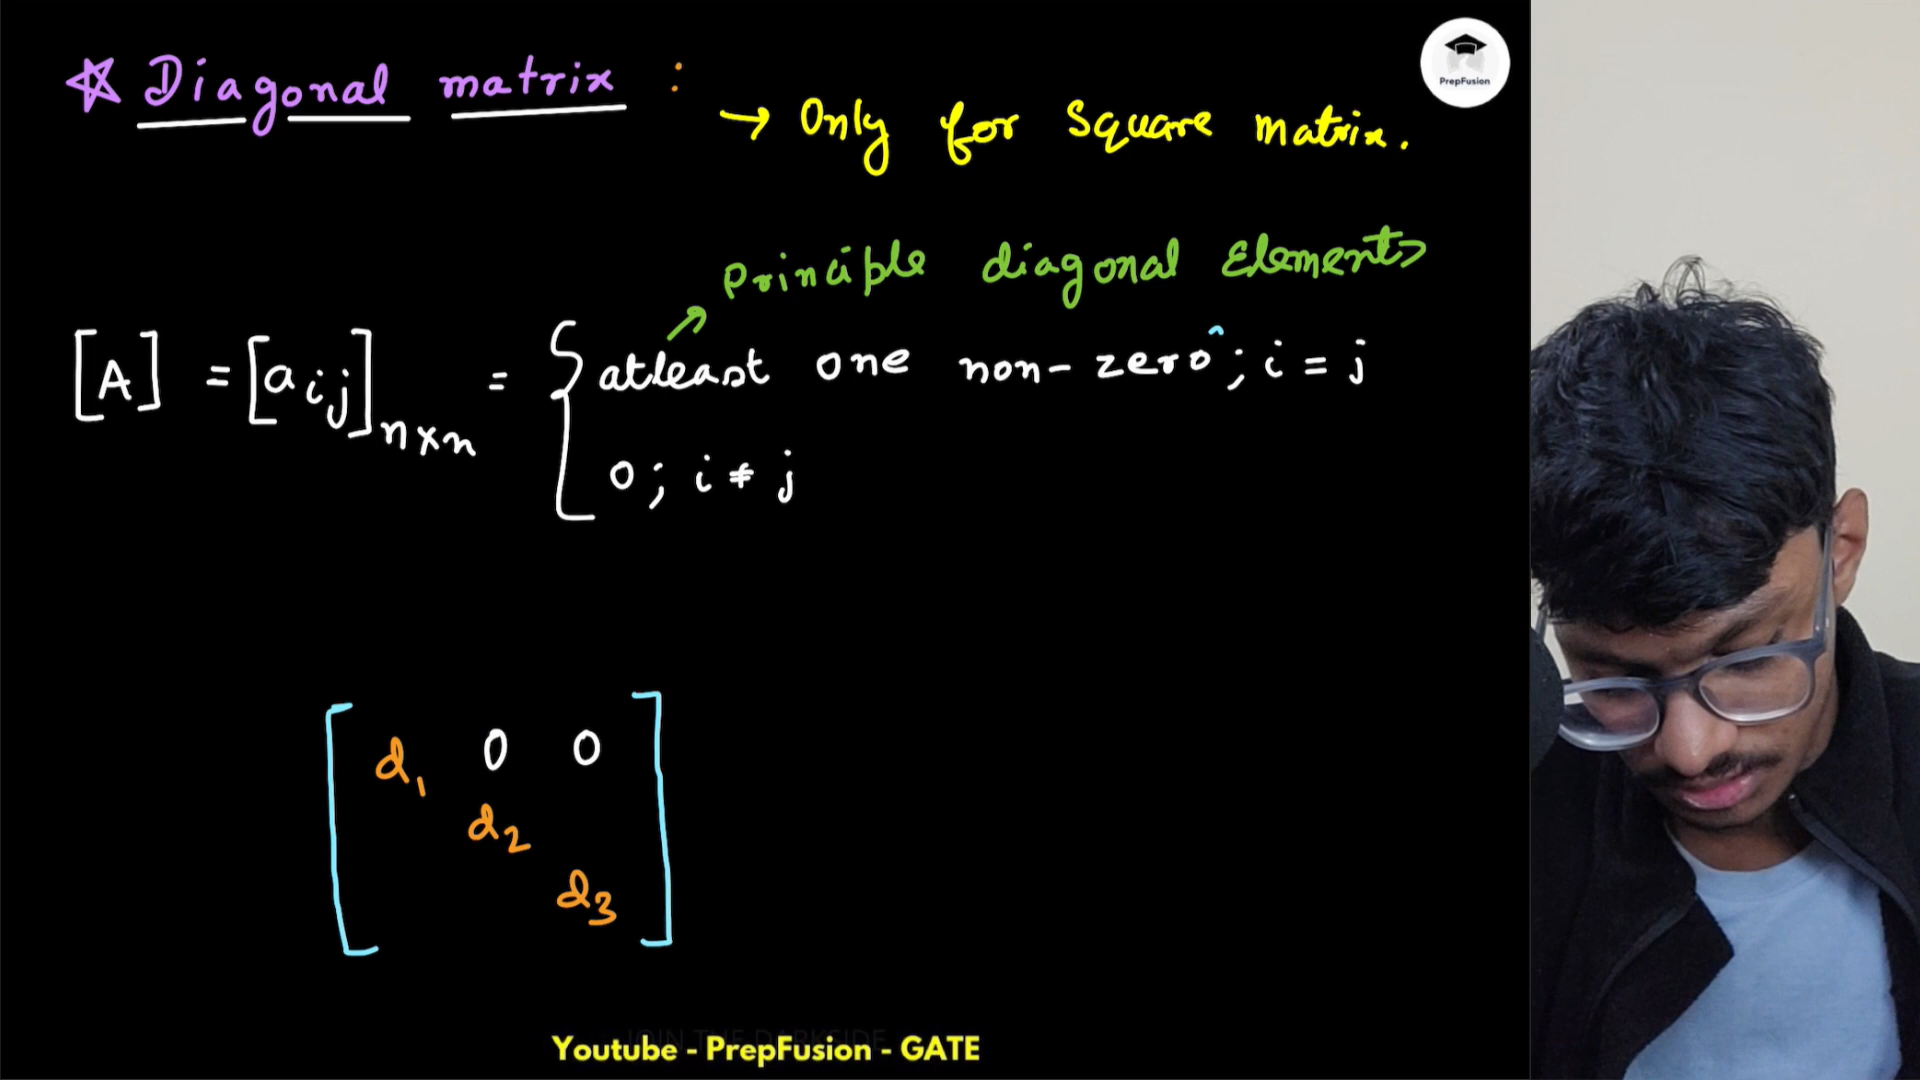 ☆ Diagonal matrix :
→ Only for Square matrix.
PrepFusion
Principle diagonal Elements
[A] = [aij]n×n = { atleast one non-zero ; i = j
0 ; i ≠ j
d1 0 0
d2
d3
Youtube - PrepFusion - GATE